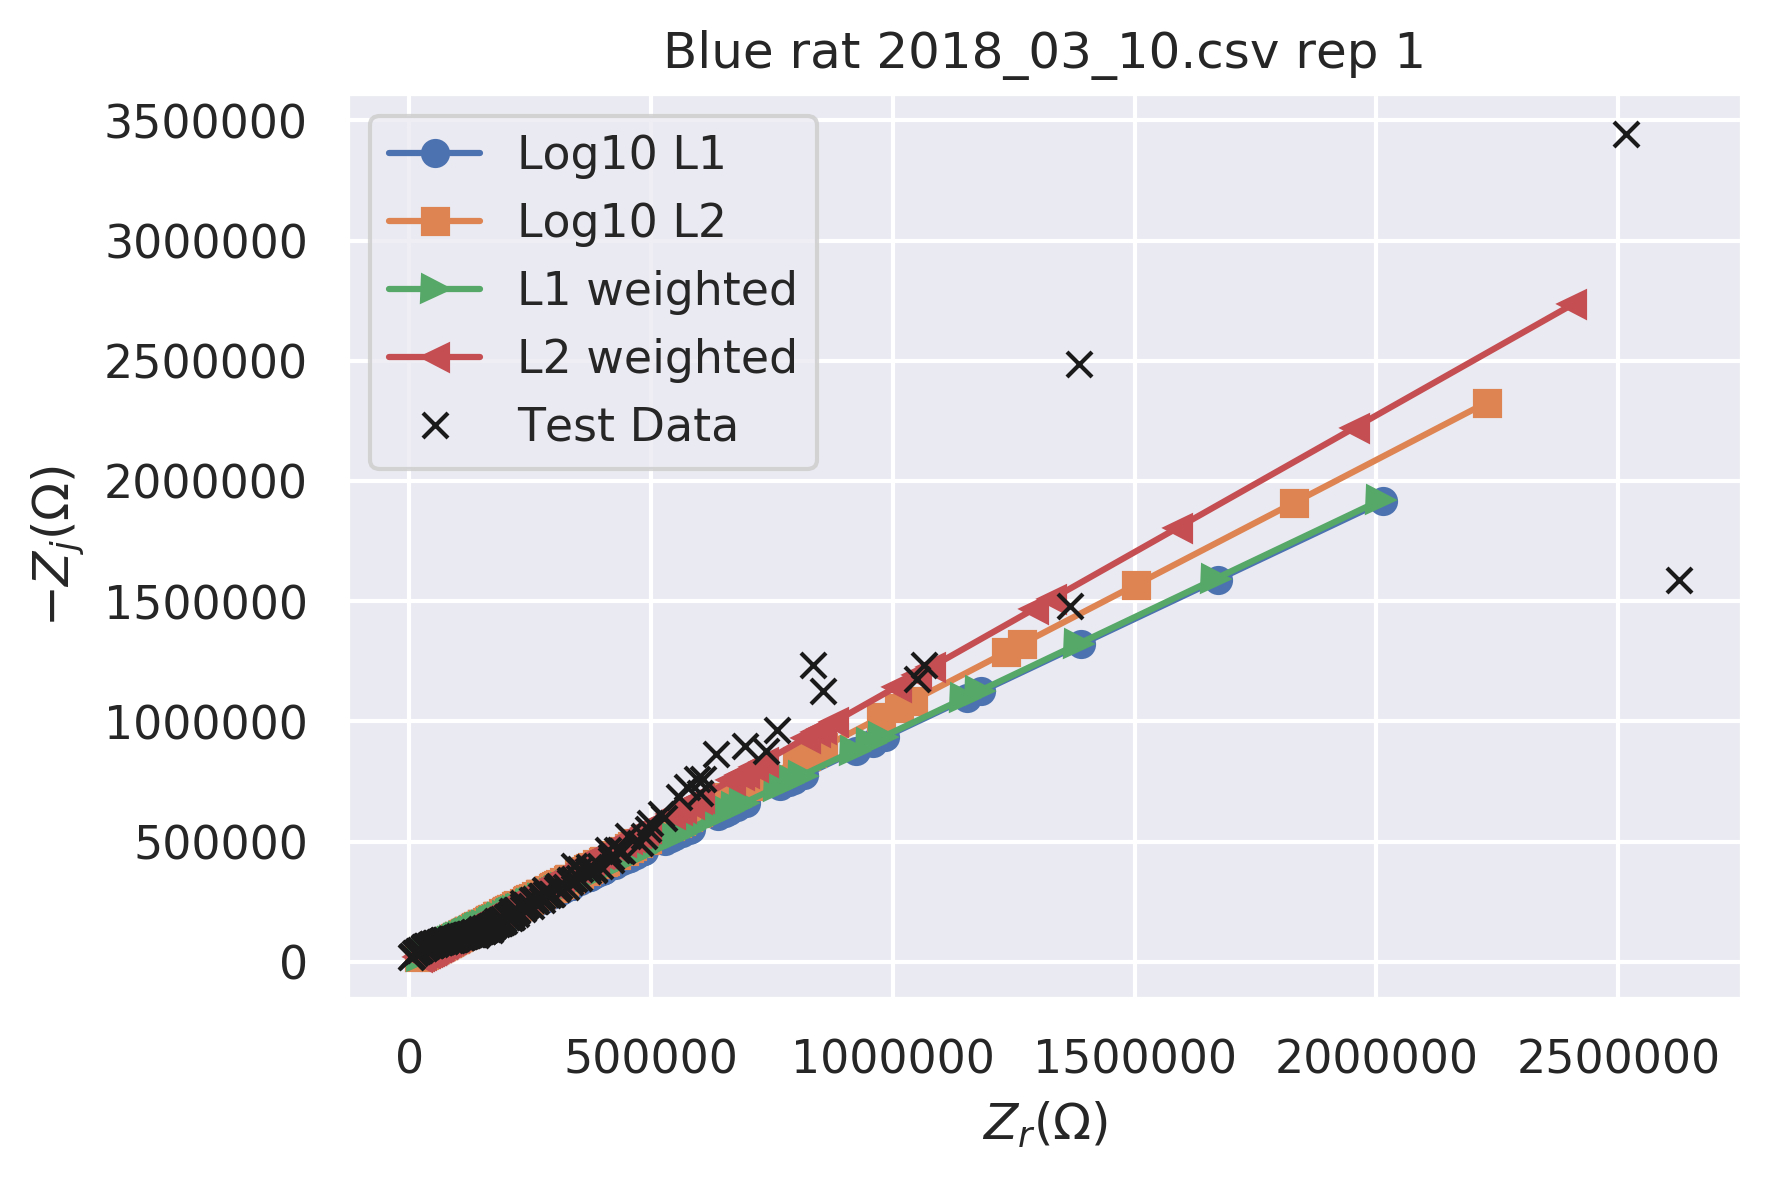 Blue rat 2018_03_10.csv rep 1
3500000
3000000
2500000
2000000
1500000
1000000
500000
0
−Z_j(Ω)
Log10 L1
Log10 L2
L1 weighted
L2 weighted
Test Data
0 500000 1000000 1500000 2000000 2500000
Z_r(Ω)